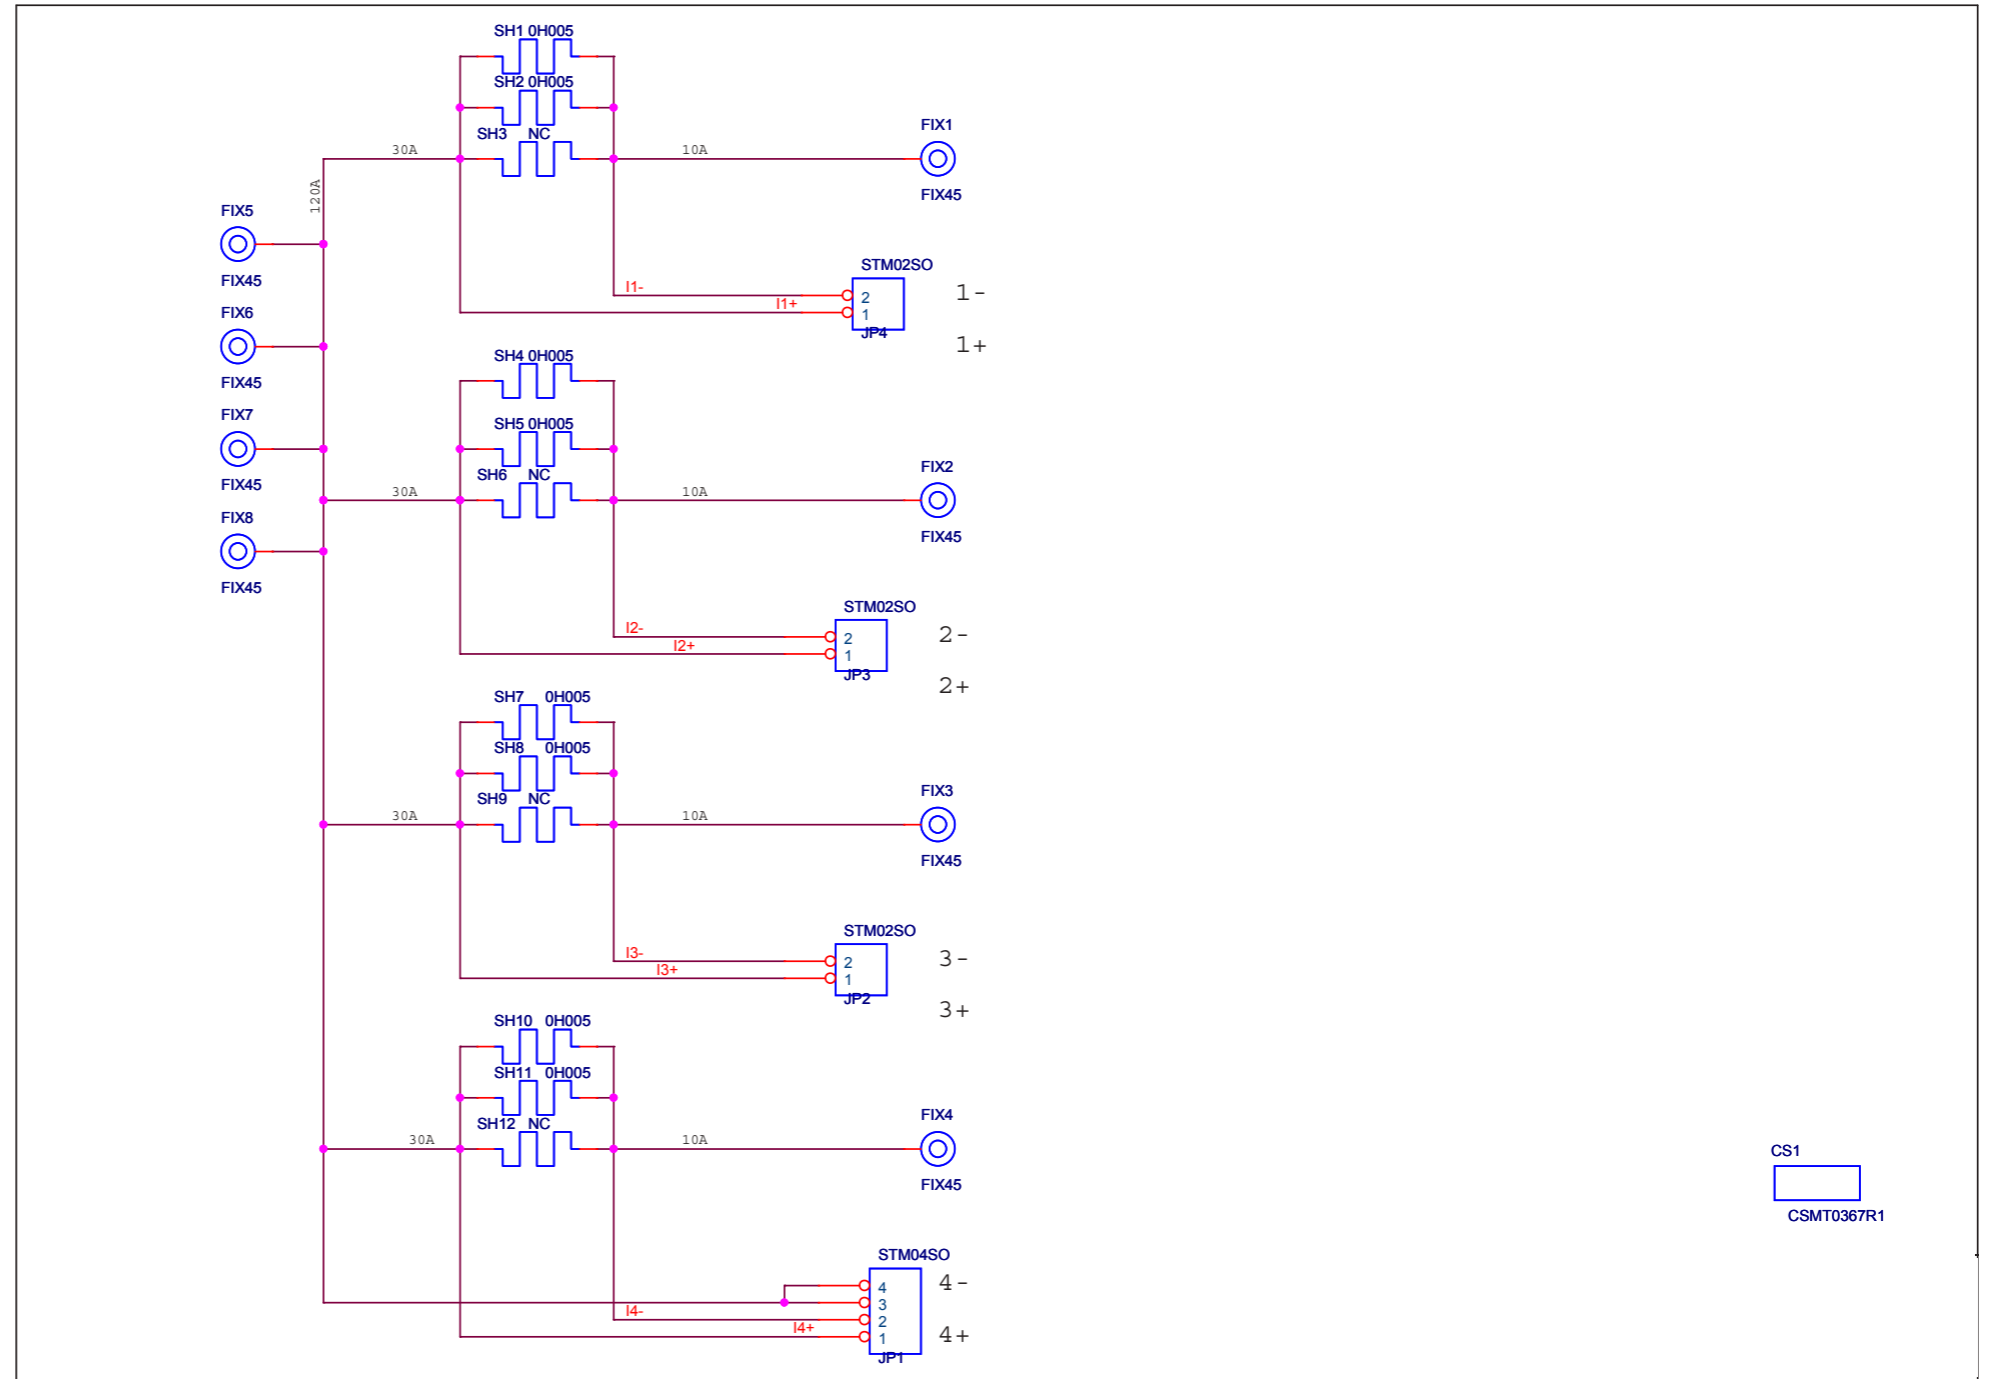 SH1 0H005
SH2 0H005
SH3 NC
30A
10A
FIX1
FIX45
120A
FIX5
FIX45
STM02SO
I1-
I1+
2
1
JP4
1-
1+
FIX6
FIX45
SH4 0H005
FIX7
FIX45
SH5 0H005
SH6 NC
30A
10A
FIX2
FIX45
FIX8
FIX45
STM02SO
I2-
I2+
2
1
JP3
2-
2+
SH7 0H005
SH8 0H005
SH9 NC
30A
10A
FIX3
FIX45
STM02SO
I3-
I3+
2
1
JP2
3-
3+
SH10 0H005
SH11 0H005
SH12 NC
30A
10A
FIX4
FIX45
CS1
CSMT0367R1
STM04SO
I4-
I4+
4
3
2
1
JP1
4-
4+